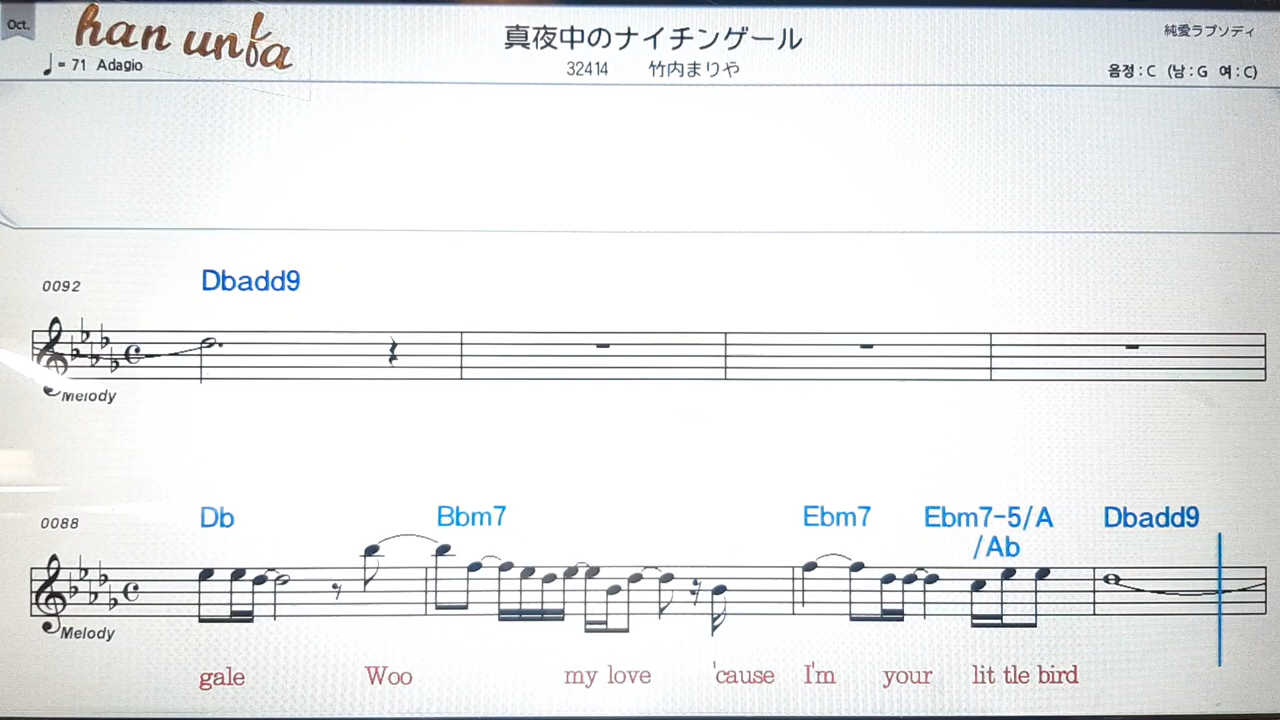 Oct.
han unba
真夜中のナイチンゲール
純愛ラプソディ
♩= 71 Adagio
32414 竹内まりや
음정 : C (남 : G 여 : C)
0092
Dbadd9
Melody
0088
Db Bbm7 Ebm7 Ebm7-5/A Dbadd9
/Ab
Melody
gale Woo my love 'cause I'm your lit tle bird